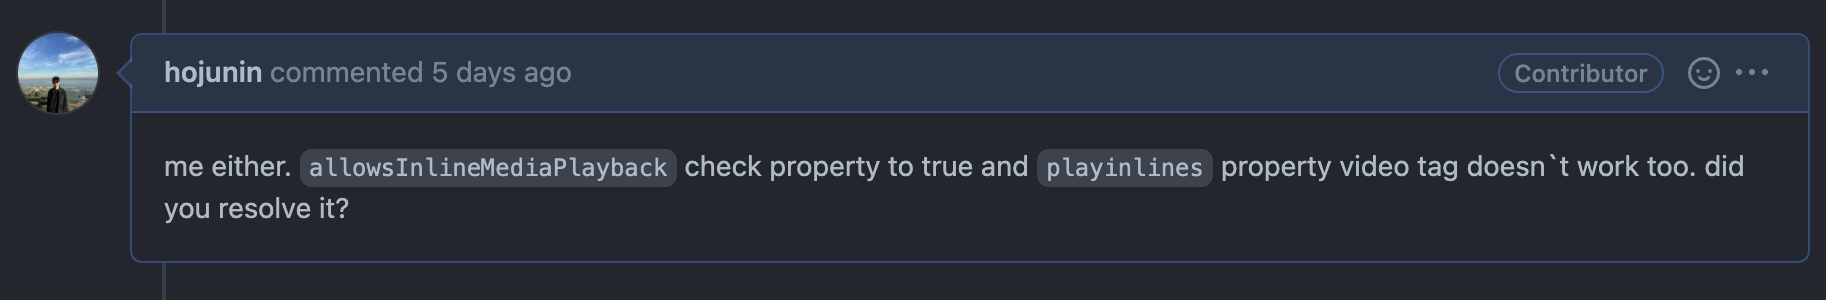 hojunin commented 5 days ago Contributor
me either. allowsInlineMediaPlayback check property to true and playinlines property video tag doesn`t work too. did
you resolve it?